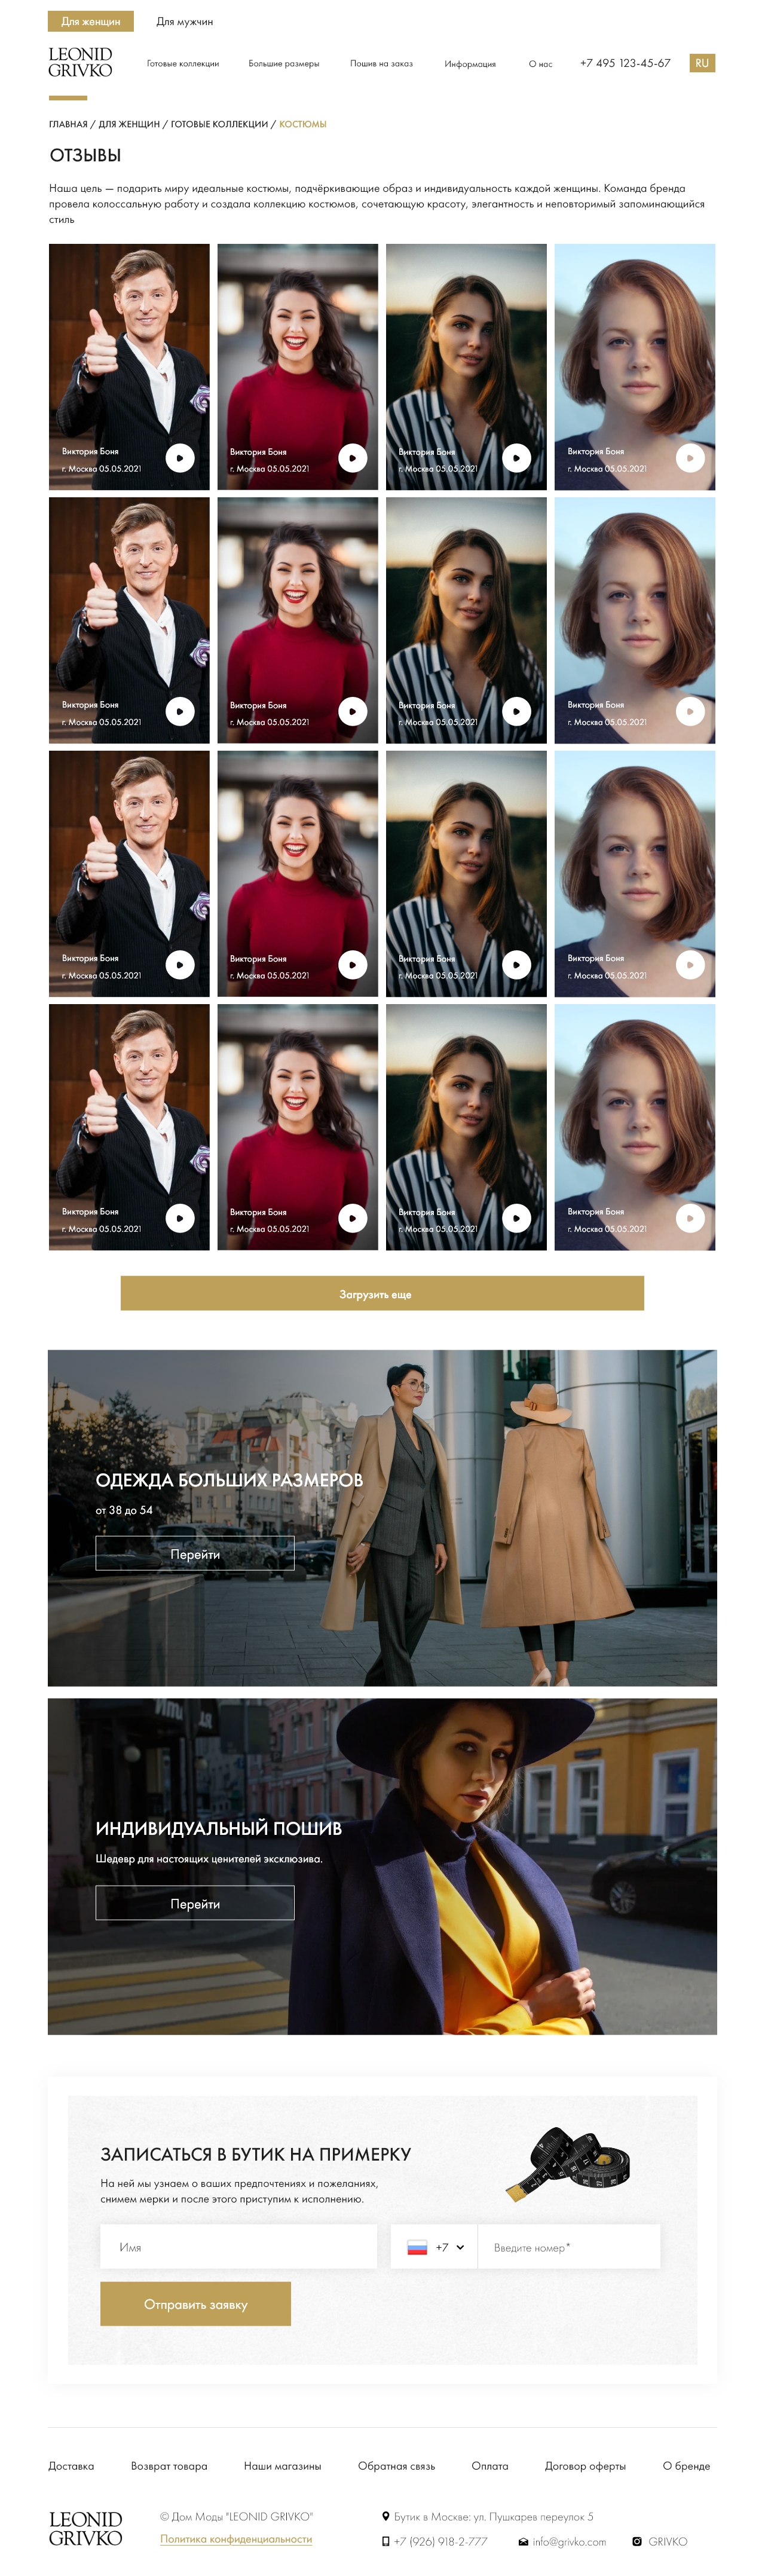 Для женщин
Для мужчин
LEONID
GRIVKO
Готовые коллекции
Большие размеры
Пошив на заказ
Информация
О нас
+7 495 123-45-67
RU
ГЛАВНАЯ / ДЛЯ ЖЕНЩИН / ГОТОВЫЕ КОЛЛЕКЦИИ / КОСТЮМЫ
ОТЗЫВЫ
Наша цель — подарить миру идеальные костюмы, подчёркивающие образ и индивидуальность каждой женщины. Команда бренда
провела колоссальную работу и создала коллекцию костюмов, сочетающую красоту, элегантность и неповторимый запоминающийся
стиль
Виктория Боня
г. Москва 05.05.2021
Виктория Боня
г. Москва 05.05.2021
Виктория Боня
г. Москва 05.05.2021
Виктория Боня
г. Москва 05.05.2021
Виктория Боня
г. Москва 05.05.2021
Виктория Боня
г. Москва 05.05.2021
Виктория Боня
г. Москва 05.05.2021
Виктория Боня
г. Москва 05.05.2021
Виктория Боня
г. Москва 05.05.2021
Виктория Боня
г. Москва 05.05.2021
Виктория Боня
г. Москва 05.05.2021
Виктория Боня
г. Москва 05.05.2021
Виктория Боня
г. Москва 05.05.2021
Виктория Боня
г. Москва 05.05.2021
Виктория Боня
г. Москва 05.05.2021
Виктория Боня
г. Москва 05.05.2021
Загрузить еще
ОДЕЖДА БОЛЬШИХ РАЗМЕРОВ
от 38 до 54
Перейти
ИНДИВИДУАЛЬНЫЙ ПОШИВ
Шедевр для настоящих ценителей эксклюзива.
Перейти
ЗАПИСАТЬСЯ В БУТИК НА ПРИМЕРКУ
На ней мы узнаем о ваших предпочтениях и пожеланиях,
снимем мерки и после этого приступим к исполнению.
Имя
+7
Введите номер*
Отправить заявку
Доставка
Возврат товара
Наши магазины
Обратная связь
Оплата
Договор оферты
О бренде
LEONID
GRIVKO
© Дом Моды "LEONID GRIVKO"
Политика конфиденциальности
Бутик в Москве: ул. Пушкарев переулок 5
+7 (926) 918-2-777
info@grivko.com
GRIVKO